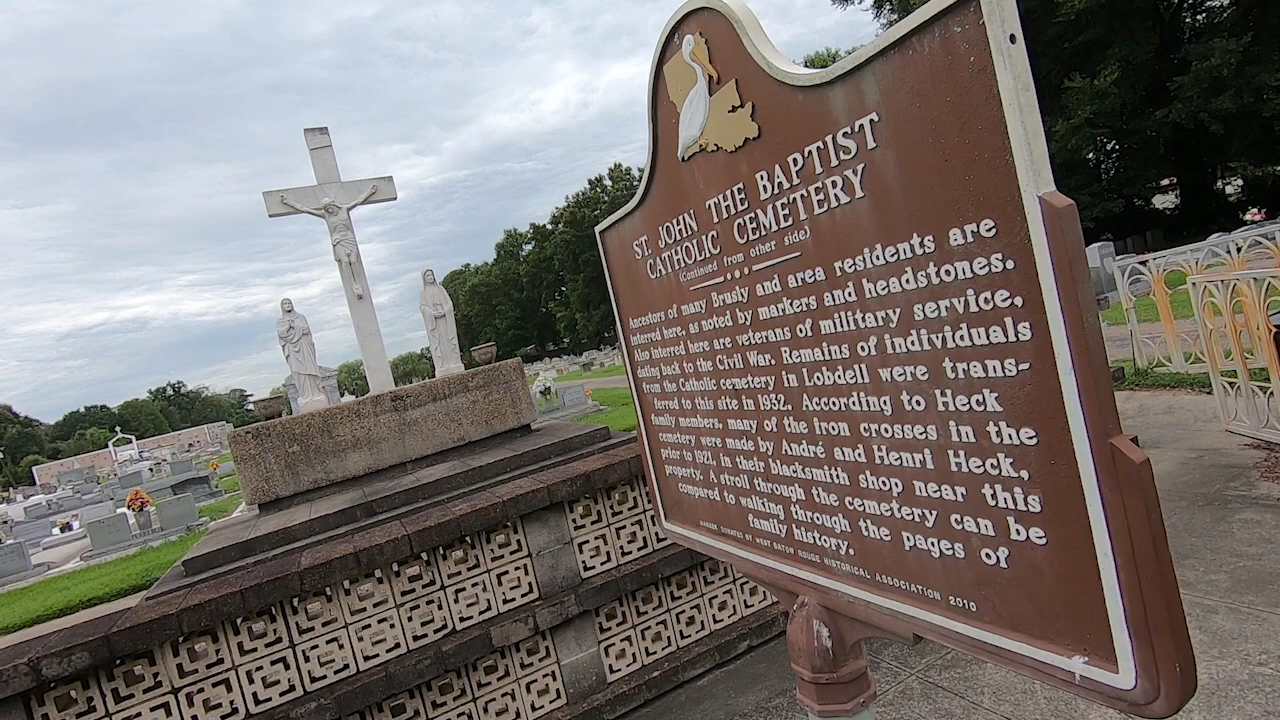 ST. JOHN THE BAPTIST
CATHOLIC CEMETERY
(Continued from other side)
Ancestors of many Brusly and area residents are
interred here, as noted by markers and headstones.
Also interred here are veterans of military service,
dating back to the Civil War. Remains of individuals
from the Catholic cemetery in Lobdell were trans-
ferred to this site in 1932. According to Heck
family members, many of the iron crosses in the
cemetery were made by André and Henri Heck,
prior to 1921, in their blacksmith shop near this
property. A stroll through the cemetery can be
compared to walking through the pages of
family history.
MARKER DONATED BY WEST BATON ROUGE HISTORICAL ASSOCIATION 2010